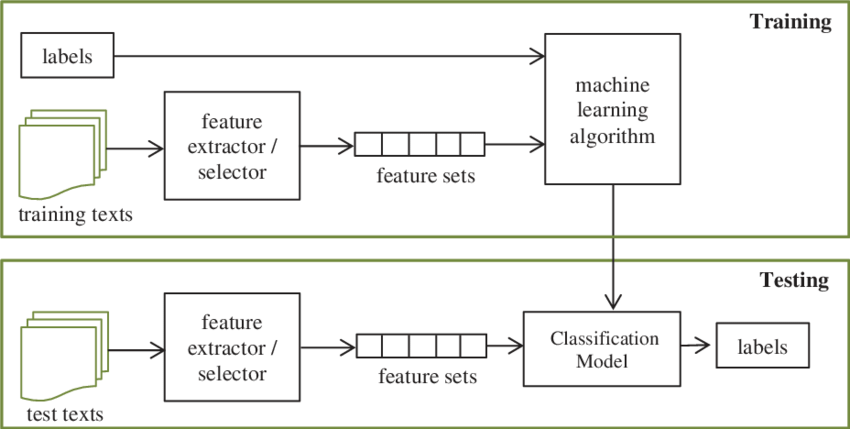 Training
labels
machine
learning
algorithm
feature
extractor /
selector
feature sets
training texts
Testing
feature
extractor /
selector
feature sets
Classification
Model
labels
test texts